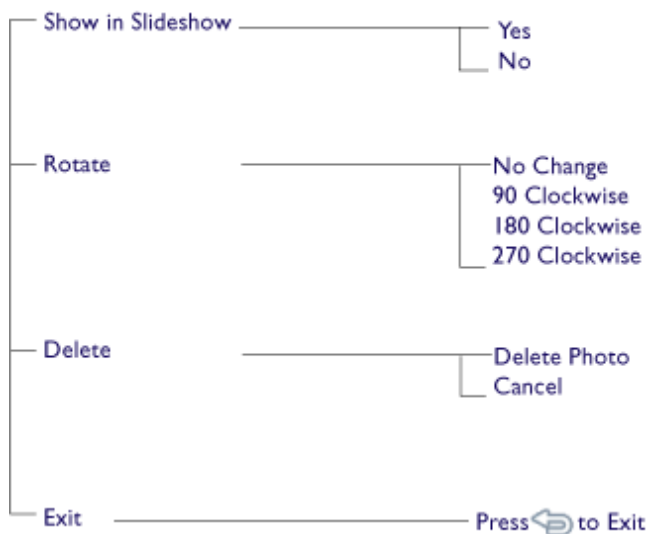 Show in Slideshow
Yes
No
Rotate
No Change
90 Clockwise
180 Clockwise
270 Clockwise
Delete
Delete Photo
Cancel
Exit
Press to Exit